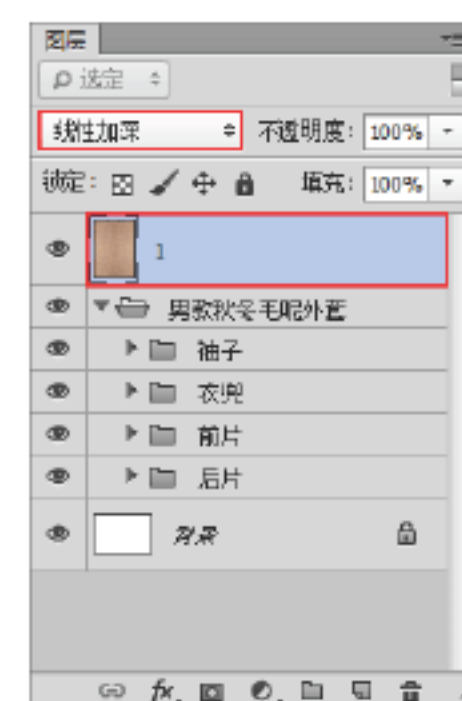 图层
选定
线性加深 不透明度: 100%
锁定: 填充: 100%
1
男款秋冬毛呢外套
袖子
衣兜
前片
后片
背景
fx.